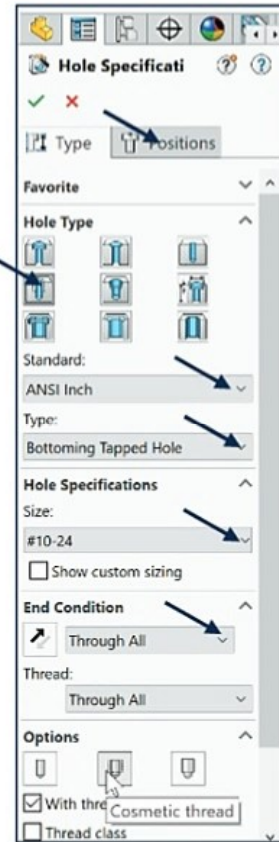 Hole Specificati
Type Positions
Favorite
Hole Type
Standard:
ANSI Inch
Type:
Bottoming Tapped Hole
Hole Specifications
Size:
#10-24
Show custom sizing
End Condition
Through All
Thread:
Through All
Options
With thre
Cosmetic thread
Thread class